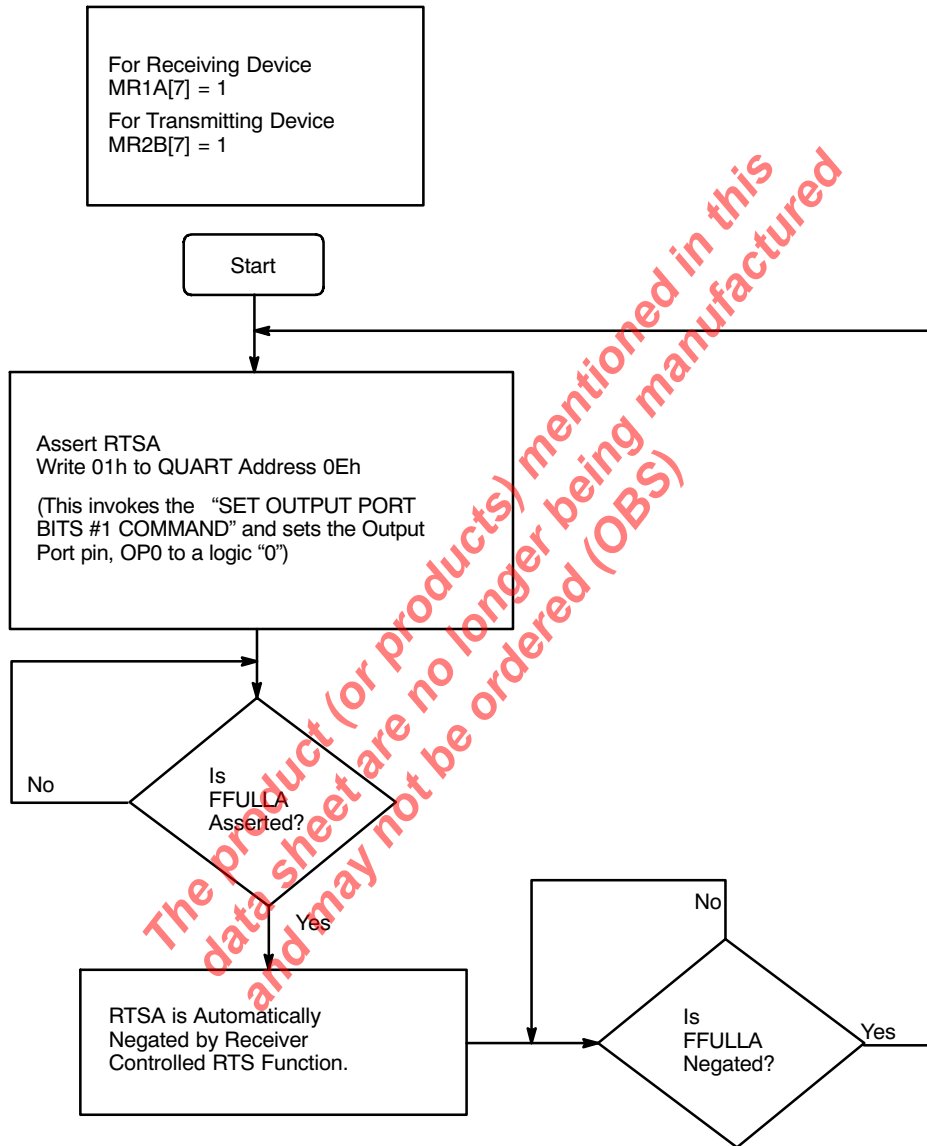 For Receiving Device
MR1A[7] = 1
For Transmitting Device
MR2B[7] = 1
Start
Assert RTSA
Write 01h to QUART Address 0Eh
(This invokes the “SET OUTPUT PORT
BITS #1 COMMAND” and sets the Output
Port pin, OP0 to a logic “0”)
Is
FFULLA
Asserted?
No
Yes
RTSA is Automatically
Negated by Receiver
Controlled RTS Function.
Is
FFULLA
Negated?
No
Yes
The product (or products) mentioned in this
data sheet are no longer being manufactured
and may not be ordered (OBS)